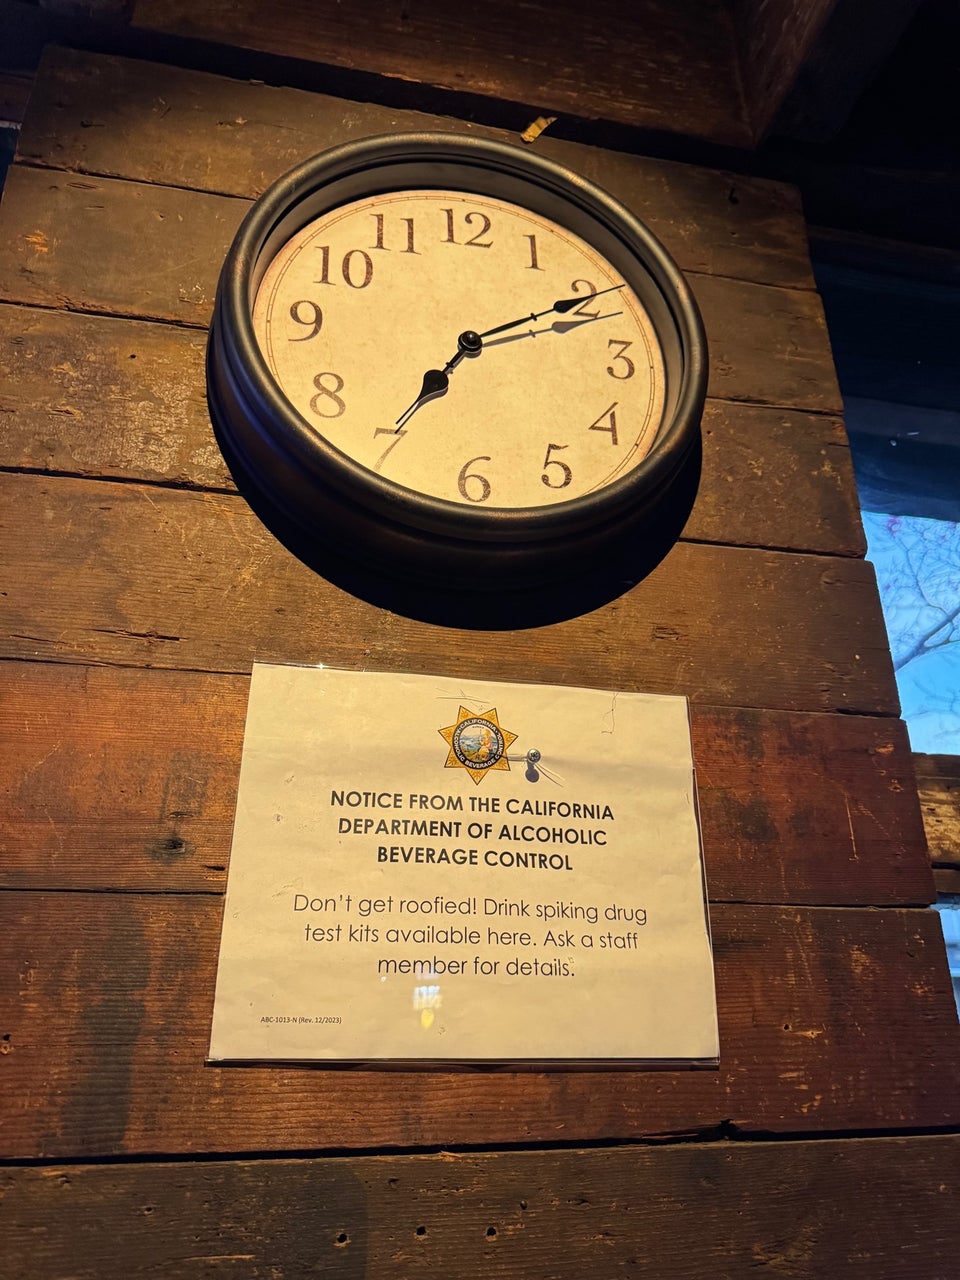 12
1
2
3
4
5
6
7
8
9
10
11
NOTICE FROM THE CALIFORNIA
DEPARTMENT OF ALCOHOLIC
BEVERAGE CONTROL
Don't get roofied! Drink spiking drug
test kits available here. Ask a staff
member for details.
ABC-1013-N (Rev. 12/2023)